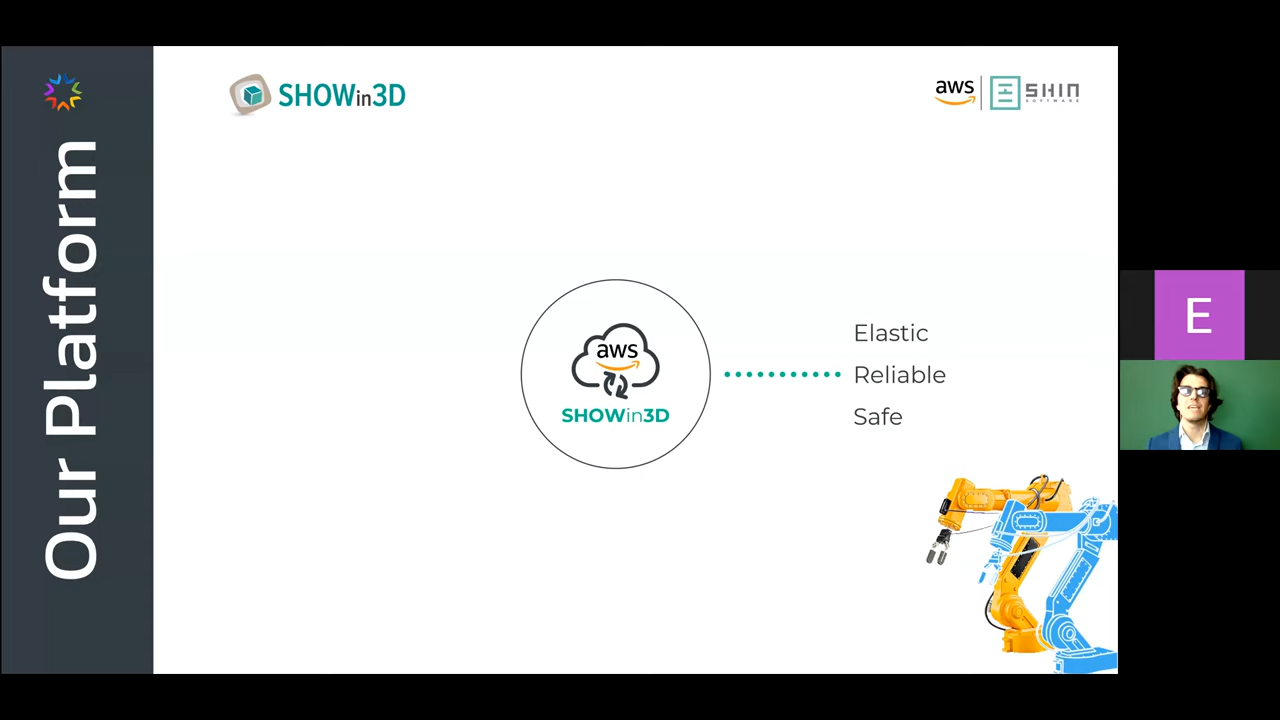 Our Platform
SHOWin3D
aws
SHIN
SOFTWARE
aws
SHOWin3D
Elastic
Reliable
Safe
E